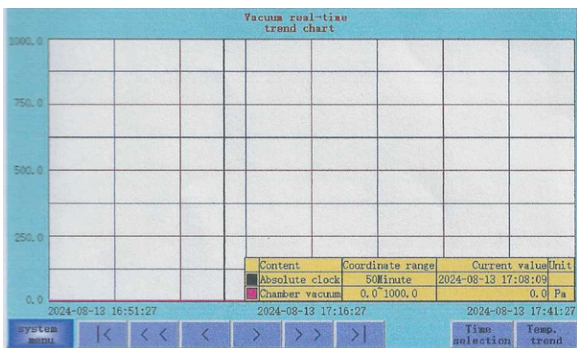 Vacuum real-time
trend chart
1000.0
750.0
500.0
250.0
0.0
Content Coordinate range Current value Unit
Absolute clock 50Minute 2024-08-13 17:08:09
Chamber vacuum 0.0~1000.0 0.0 Pa
2024-08-13 16:51:27 2024-08-13 17:16:27 2024-08-13 17:41:27
system
menu |< < < < > > > >| Time
selection Temp.
trend